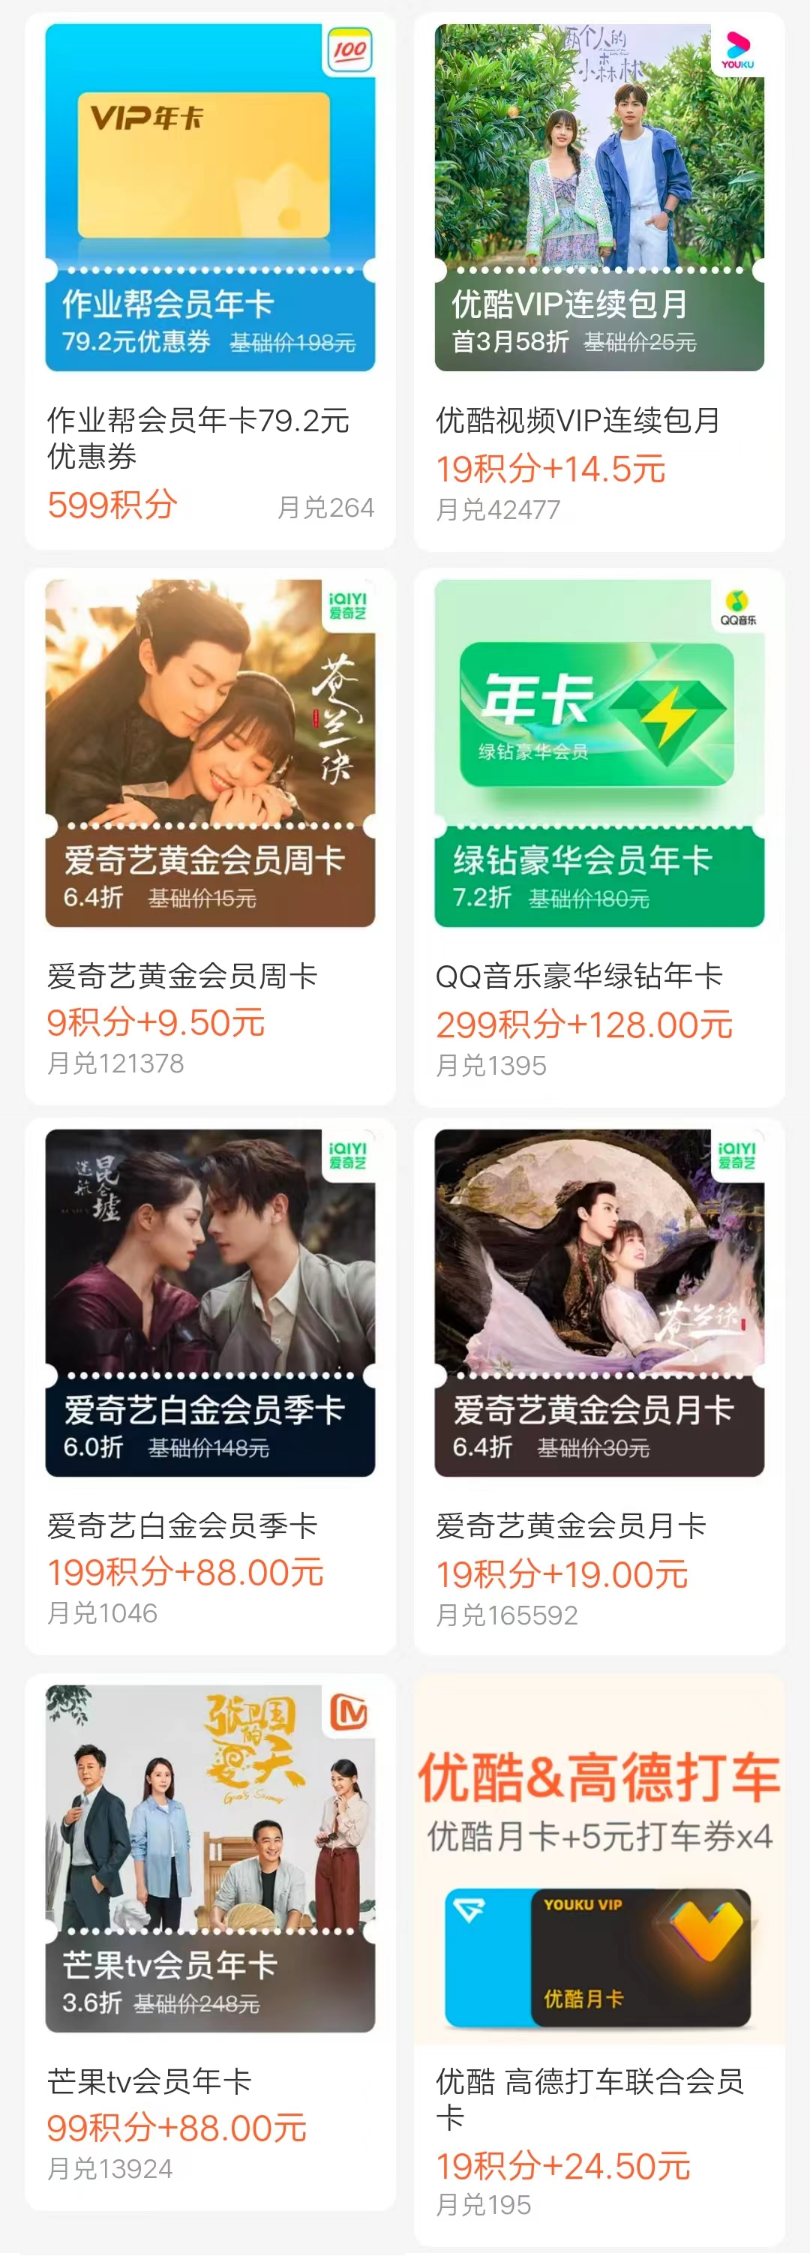 100
VIP年卡
作业帮会员年卡
79.2元优惠券 基础价198元
作业帮会员年卡79.2元
优惠券
599积分 月兑264
两个人的
小森林
YOUKU
优酷VIP连续包月
首3月58折 基础价25元
优酷视频VIP连续包月
19积分+14.5元
月兑42477
iQIYI
爱奇艺
苍兰诀
爱奇艺黄金会员周卡
6.4折 基础价15元
爱奇艺黄金会员周卡
9积分+9.50元
月兑121378
QQ音乐
年卡
绿钻豪华会员
绿钻豪华会员年卡
7.2折 基础价180元
QQ音乐豪华绿钻年卡
299积分+128.00元
月兑1395
昆仑墟
iQIYI
爱奇艺
爱奇艺白金会员季卡
6.0折 基础价148元
爱奇艺白金会员季卡
199积分+88.00元
月兑1046
iQIYI
爱奇艺
苍兰诀
爱奇艺黄金会员月卡
6.4折 基础价30元
爱奇艺黄金会员月卡
19积分+19.00元
月兑165592
张卫国
的
夏天
芒果tv会员年卡
3.6折 基础价248元
芒果tv会员年卡
99积分+88.00元
月兑13924
优酷&高德打车
优酷月卡+5元打车券x4
YOUKU VIP
优酷月卡
优酷 高德打车联合会员
卡
19积分+24.50元
月兑195